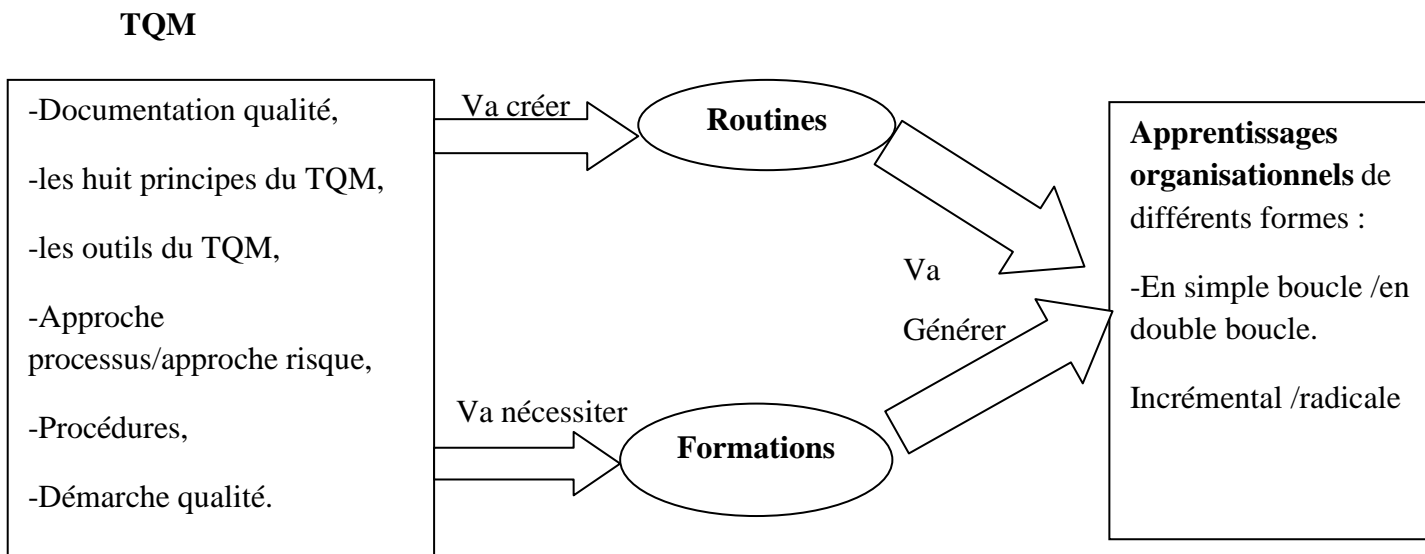 TQM
-Documentation qualité,
-les huit principes du TQM,
-les outils du TQM,
-Approche
processus/approche risque,
-Procédures,
-Démarche qualité.
Va créer
Routines
Va nécessiter
Formations
Va
Générer
Apprentissages
organisationnels de
différents formes :
-En simple boucle /en
double boucle.
Incrémental /radicale